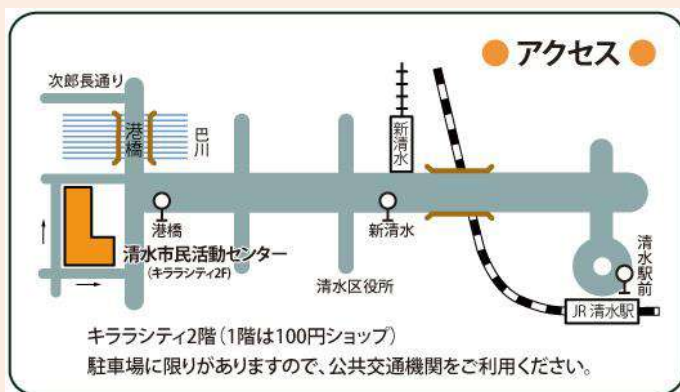 アクセス
次郎長通り
港橋
巴川
新清水
港橋
新清水
清水駅前
清水市民活動センター
(キララシティ2F)
清水区役所
JR 清水駅
キララシティ2階(1階は100円ショップ)
駐車場に限りがありますので、公共交通機関をご利用ください。